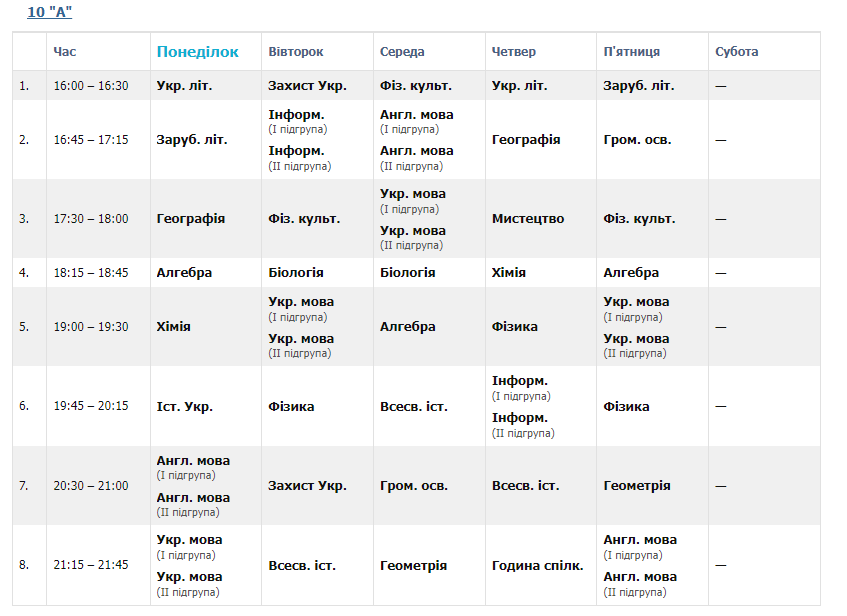 10 "А"
Час Понеділок Вівторок Середа Четвер П'ятниця Субота
1. 16:00 – 16:30 Укр. літ. Захист Укр. Фіз. культ. Укр. літ. Заруб. літ. —
2. 16:45 – 17:15 Заруб. літ. Інформ. (І підгрупа) Інформ. (ІІ підгрупа) Англ. мова (І підгрупа) Англ. мова (ІІ підгрупа) Географія Гром. осв. —
3. 17:30 – 18:00 Географія Фіз. культ. Укр. мова (І підгрупа) Укр. мова (ІІ підгрупа) Мистецтво Фіз. культ. —
4. 18:15 – 18:45 Алгебра Біологія Біологія Хімія Алгебра —
5. 19:00 – 19:30 Хімія Укр. мова (І підгрупа) Укр. мова (ІІ підгрупа) Алгебра Фізика Укр. мова (І підгрупа) Укр. мова (ІІ підгрупа) —
6. 19:45 – 20:15 Іст. Укр. Фізика Всесв. іст. Інформ. (І підгрупа) Інформ. (ІІ підгрупа) Фізика —
7. 20:30 – 21:00 Англ. мова (І підгрупа) Англ. мова (ІІ підгрупа) Захист Укр. Гром. осв. Всесв. іст. Геометрія —
8. 21:15 – 21:45 Укр. мова (І підгрупа) Укр. мова (ІІ підгрупа) Всесв. іст. Геометрія Година спілк. Англ. мова (І підгрупа) Англ. мова (ІІ підгрупа) —